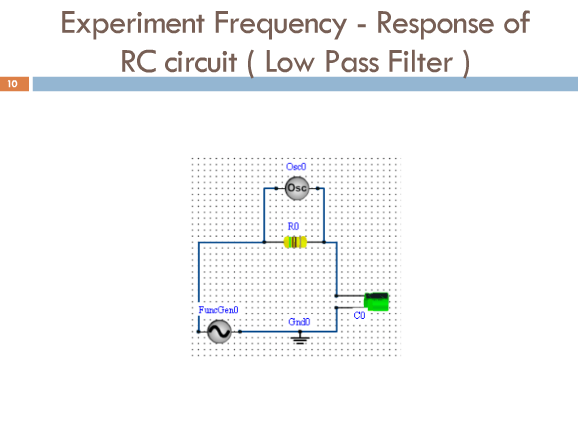 Experiment Frequency - Response of
RC circuit ( Low Pass Filter )
10
Osc0
Osc
R0
FuncGen0
Gnd0
C0